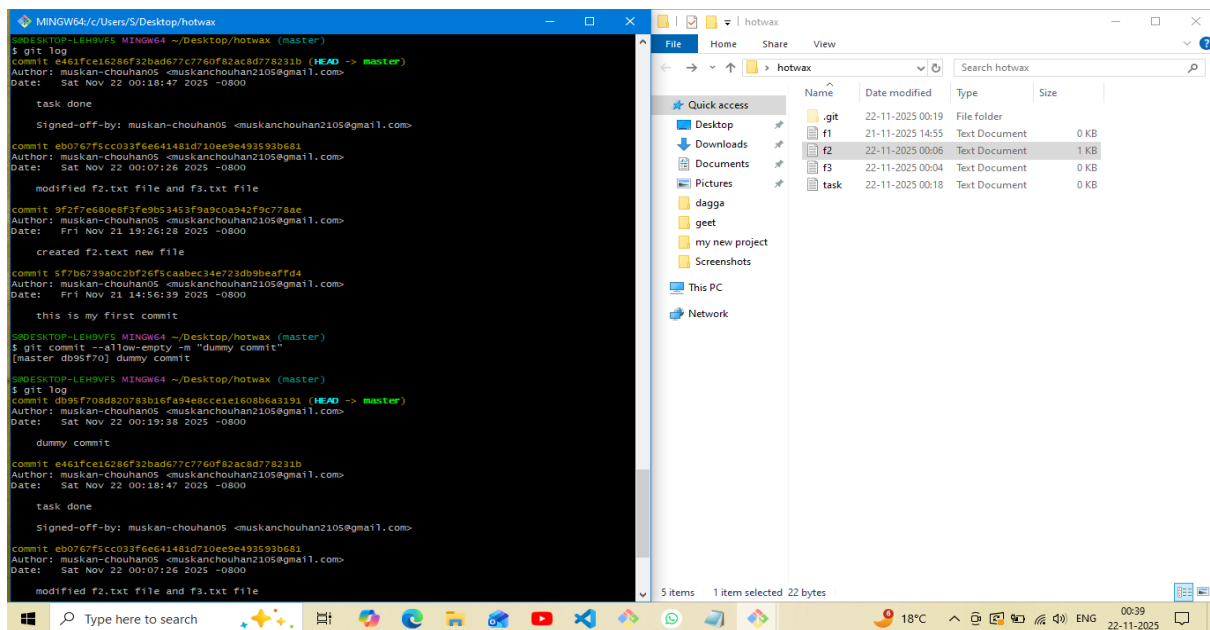 MINGW64:/c/Users/S/Desktop/hotwax
S@DESKTOP-LEH9VF5 MINGW64 ~/Desktop/hotwax (master)
$ git log
commit e461fce16286f32bad677c7760f82ac8d778231b (HEAD -> master)
Author: muskan-chouhan05 <muskanchouhan2105@gmail.com>
Date:   Sat Nov 22 00:18:47 2025 -0800
task done
Signed-off-by: muskan-chouhan05 <muskanchouhan2105@gmail.com>
commit eb0767f5cc033f6e641481d710ee9e493593b681
Author: muskan-chouhan05 <muskanchouhan2105@gmail.com>
Date:   Sat Nov 22 00:07:26 2025 -0800
modified f2.txt file and f3.txt file
commit 9f2f7e680e8f3fe9b53453f9a9c0a942f9c778ae
Author: muskan-chouhan05 <muskanchouhan2105@gmail.com>
Date:   Fri Nov 21 19:26:28 2025 -0800
created f2.text new file
commit 5f7b6739a0c2bf26f5caabec34e723db9beaffd4
Author: muskan-chouhan05 <muskanchouhan2105@gmail.com>
Date:   Fri Nov 21 14:56:39 2025 -0800
this is my first commit
S@DESKTOP-LEH9VF5 MINGW64 ~/Desktop/hotwax (master)
$ git commit --allow-empty -m "dummy commit"
[master db95f70] dummy commit
S@DESKTOP-LEH9VF5 MINGW64 ~/Desktop/hotwax (master)
$ git log
commit db95f708d820783b16fa94e8cce1e1608b6a3191 (HEAD -> master)
Author: muskan-chouhan05 <muskanchouhan2105@gmail.com>
Date:   Sat Nov 22 00:19:38 2025 -0800
dummy commit
commit e461fce16286f32bad677c7760f82ac8d778231b
Author: muskan-chouhan05 <muskanchouhan2105@gmail.com>
Date:   Sat Nov 22 00:18:47 2025 -0800
task done
Signed-off-by: muskan-chouhan05 <muskanchouhan2105@gmail.com>
commit eb0767f5cc033f6e641481d710ee9e493593b681
Author: muskan-chouhan05 <muskanchouhan2105@gmail.com>
Date:   Sat Nov 22 00:07:26 2025 -0800
modified f2.txt file and f3.txt file
hotwax
File Home Share View
hotwax Search hotwax
Name Date modified Type Size
Quick access
Desktop
Downloads
Documents
Pictures
dagga
geet
my new project
Screenshots
This PC
Network
.git 22-11-2025 00:19 File folder
f1 21-11-2025 14:55 Text Document 0 KB
f2 22-11-2025 00:06 Text Document 1 KB
f3 22-11-2025 00:04 Text Document 0 KB
task 22-11-2025 00:18 Text Document 0 KB
5 items 1 item selected 22 bytes
Type here to search
6
18°C
ENG
00:39
22-11-2025